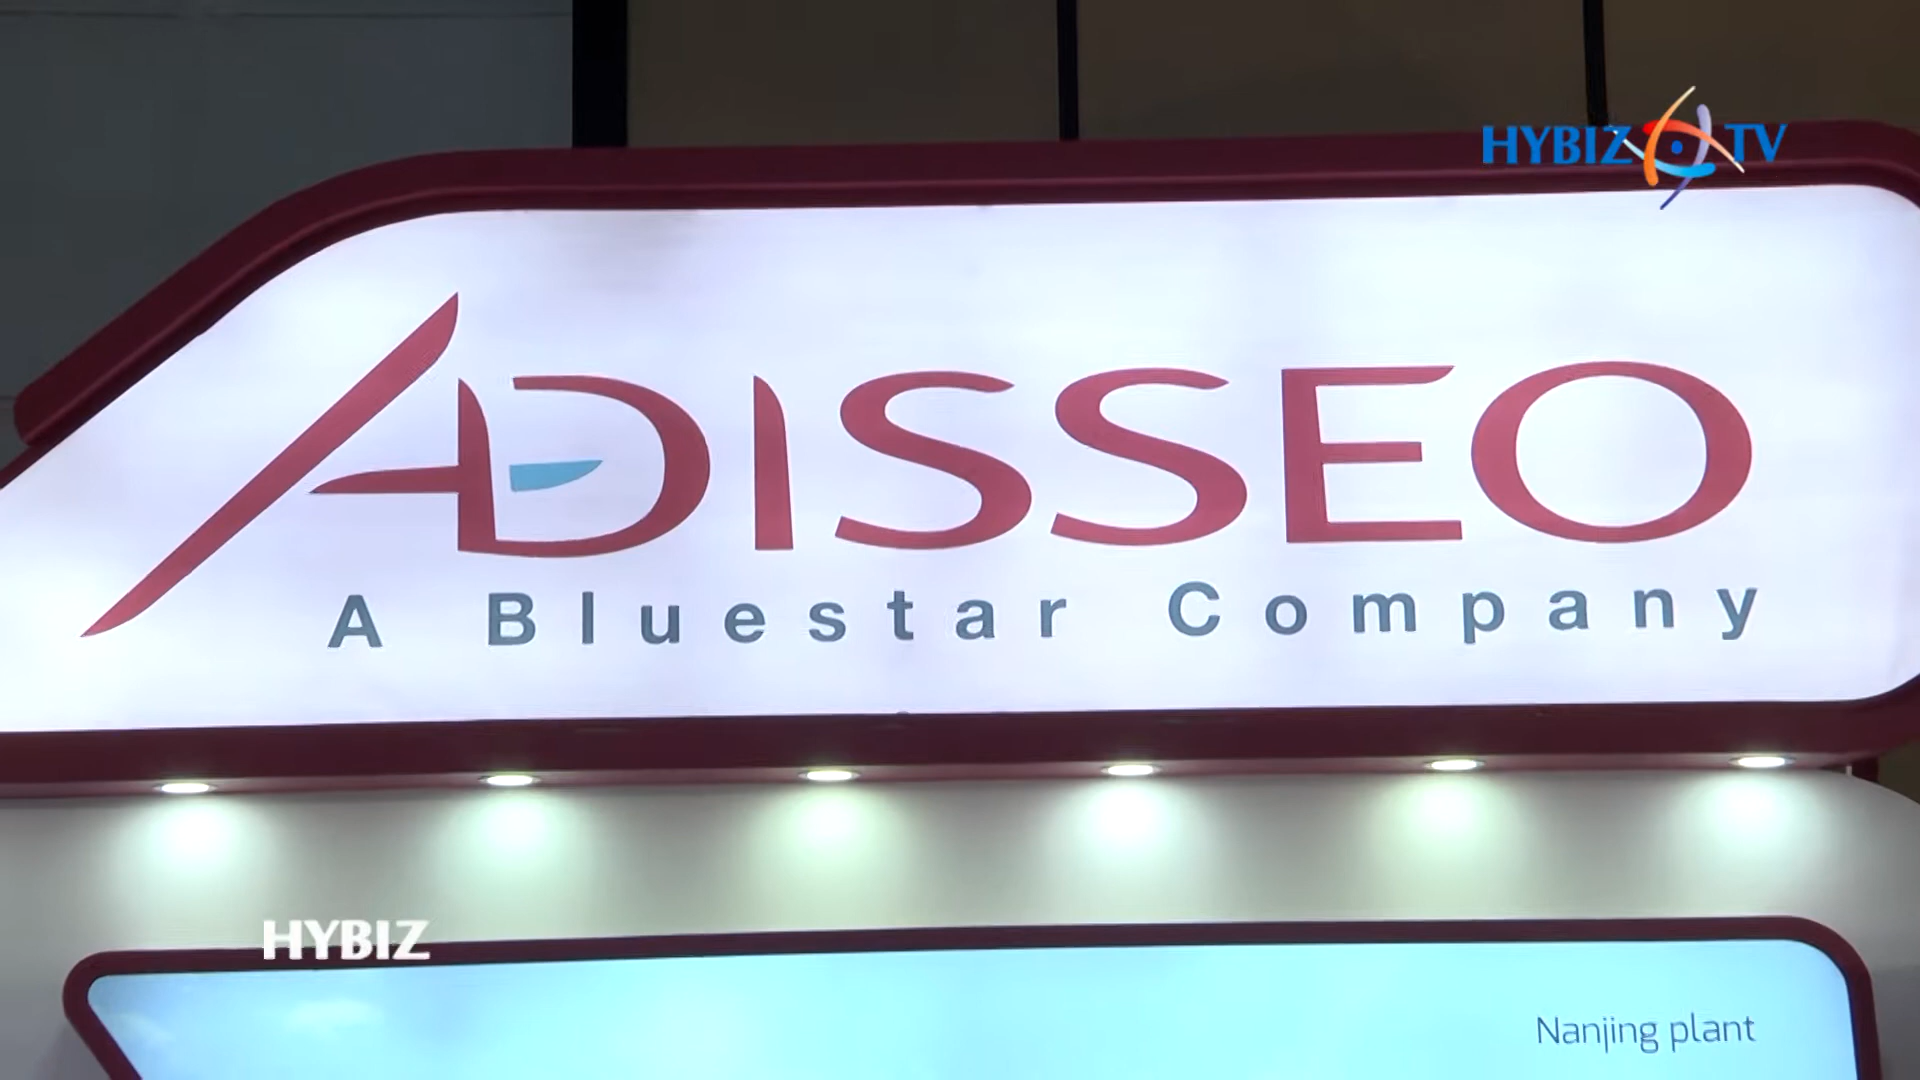 HYBIZ TV
ADISSEO
A Bluestar Company
HYBIZ
Nanjing plant